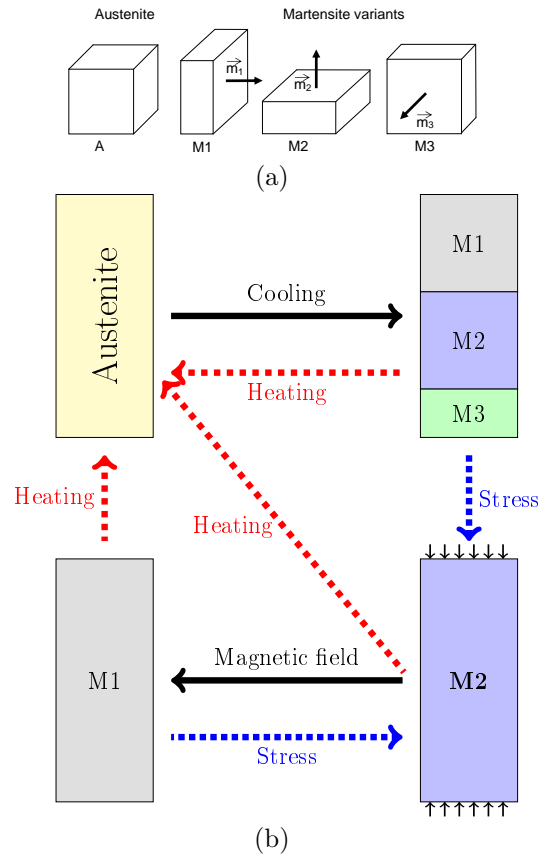 Austenite Martensite variants
m1
m2
m3
A M1 M2 M3
(a)
Austenite
M1
Cooling
M2
Heating
M3
Heating
Stress
Heating
Magnetic field
M1
M2
Stress
(b)